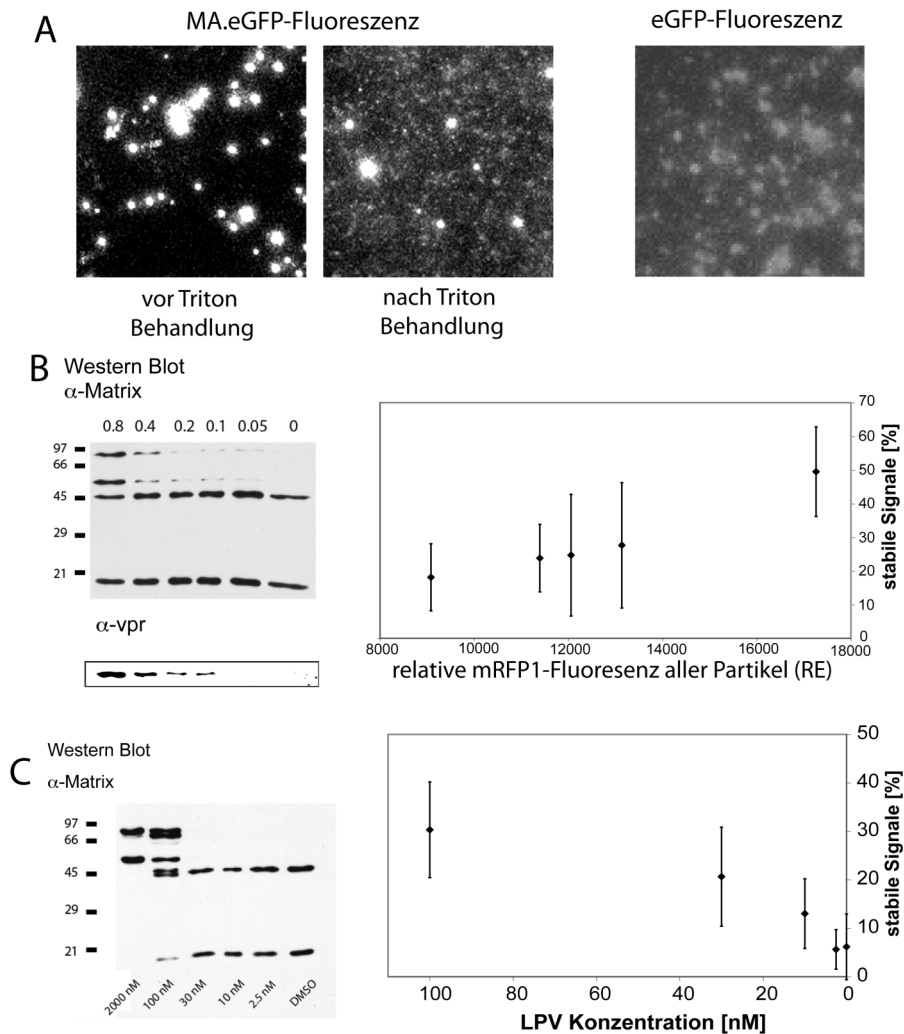 A
MA.eGFP-Fluoreszenz
eGFP-Fluoreszenz
vor Triton
Behandlung
nach Triton
Behandlung
B
Western Blot
α-Matrix
0.8 0.4 0.2 0.1 0.05 0
97
66
45
29
21
α-vpr
70
60
50
40
30
20
10
0
stabile Signale [%]
8000 10000 12000 14000 16000 18000
relative mRFP1-Fluoresenz aller Partikel (RE)
C
Western Blot
α-Matrix
97
66
45
29
21
2000 nM 100 nM 30 nM 10 nM 2.5 nM DMSO
50
40
30
20
10
0
stabile Signale [%]
100 80 60 40 20 0
LPV Konzentration [nM]